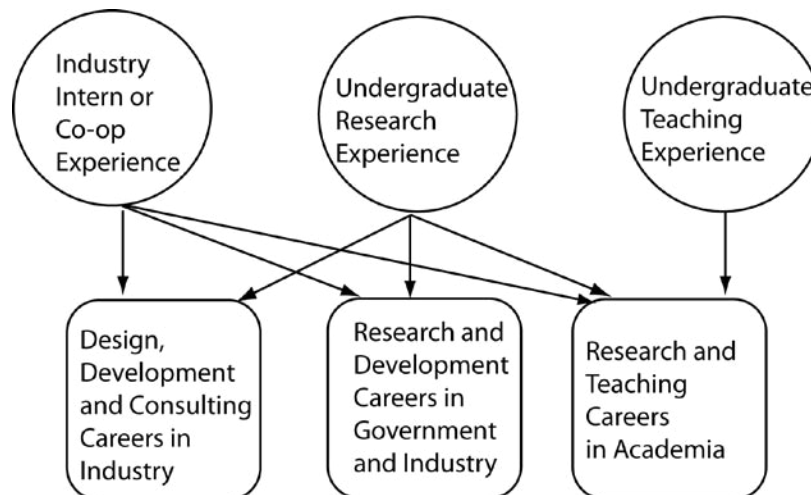 Industry
Intern or
Co-op
Experience
Undergraduate
Research
Experience
Undergraduate
Teaching
Experience
Design,
Development
and Consulting
Careers in
Industry
Research and
Development
Careers in
Government
and Industry
Research and
Teaching
Careers
in Academia